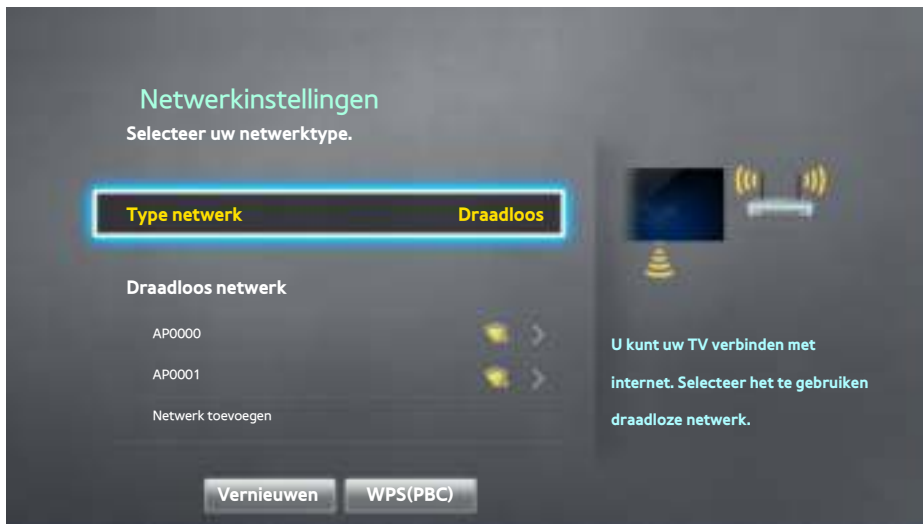 Netwerkinstellingen
Selecteer uw netwerktype.
Type netwerk Draadloos
Draadloos netwerk
AP0000
AP0001
Netwerk toevoegen
U kunt uw TV verbinden met
internet. Selecteer het te gebruiken
draadloze netwerk.
Vernieuwen WPS(PBC)